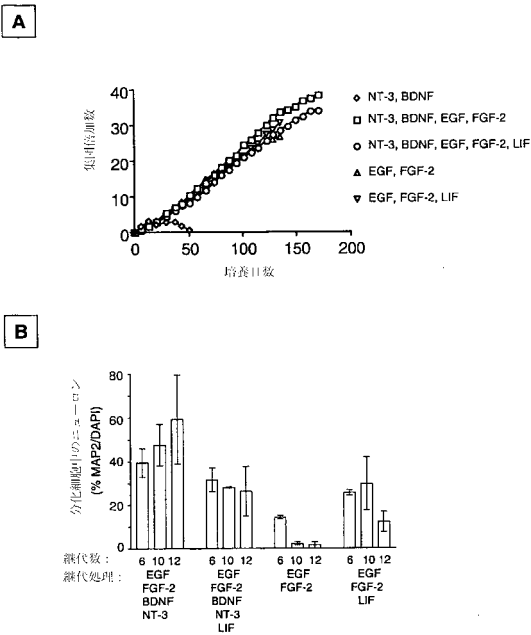 A
40
30
20
10
0
集団倍加数
0 50 100 150 200
培養日数
NT-3, BDNF
NT-3, BDNF, EGF, FGF-2
NT-3, BDNF, EGF, FGF-2, LIF
EGF, FGF-2
EGF, FGF-2, LIF
B
分化細胞中のニューロン
(% MAP2/DAPI)
80
60
40
20
0
継代数: 6 10 12 6 10 12 6 10 12 6 10 12
継代処理: EGF EGF EGF EGF
FGF-2 FGF-2 FGF-2 FGF-2
BDNF BDNF LIF
NT-3 NT-3
LIF